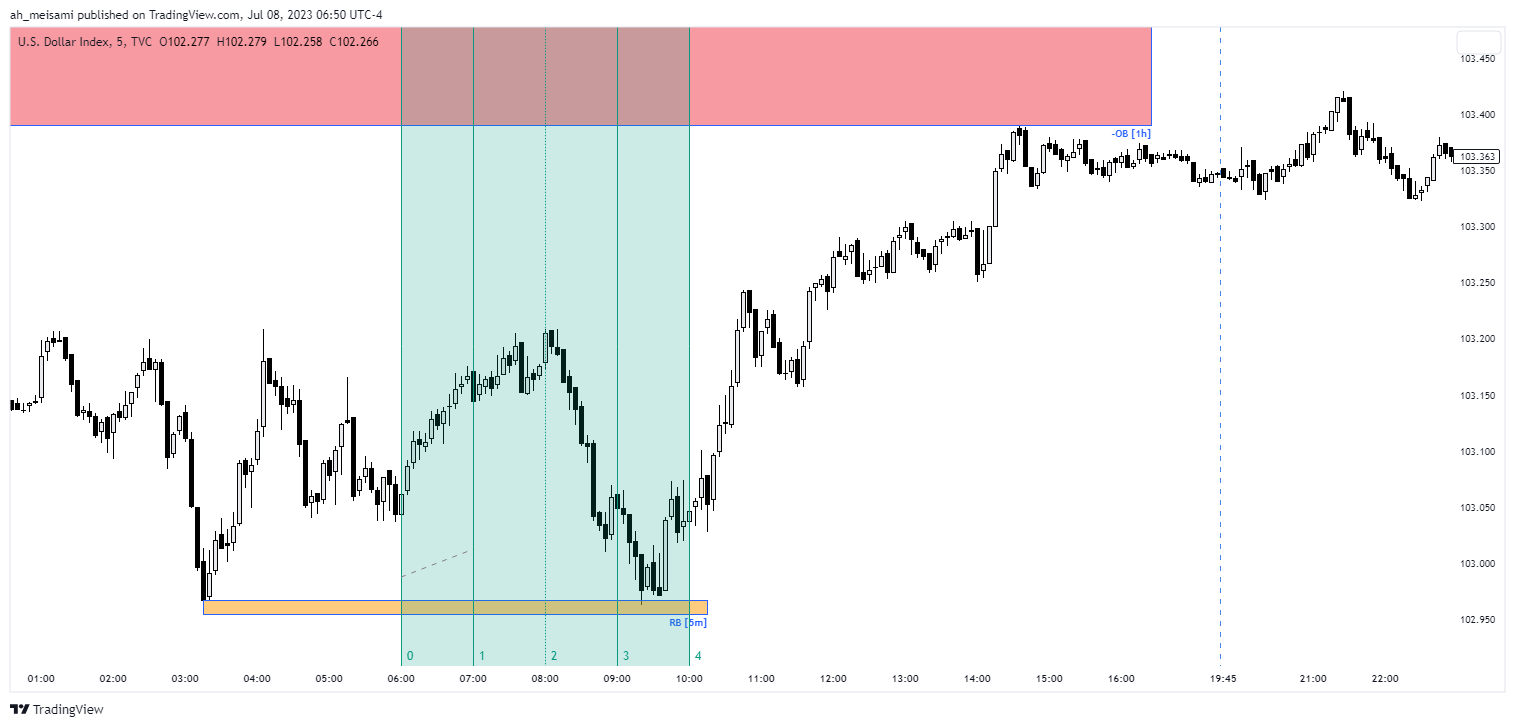 ah_meisami published on TradingView.com, Jul 08, 2023 06:50 UTC-4
U.S. Dollar Index, 5, TVC O102.277 H102.279 L102.258 C102.266
103.450
103.400
-OB [1h]
103.363
103.350
103.300
103.250
103.200
103.150
103.100
103.050
103.000
102.950
RB [5m]
0 1 2 3 4
01:00 02:00 03:00 04:00 05:00 06:00 07:00 08:00 09:00 10:00 11:00 12:00 13:00 14:00 15:00 16:00 19:45 21:00 22:00
TradingView